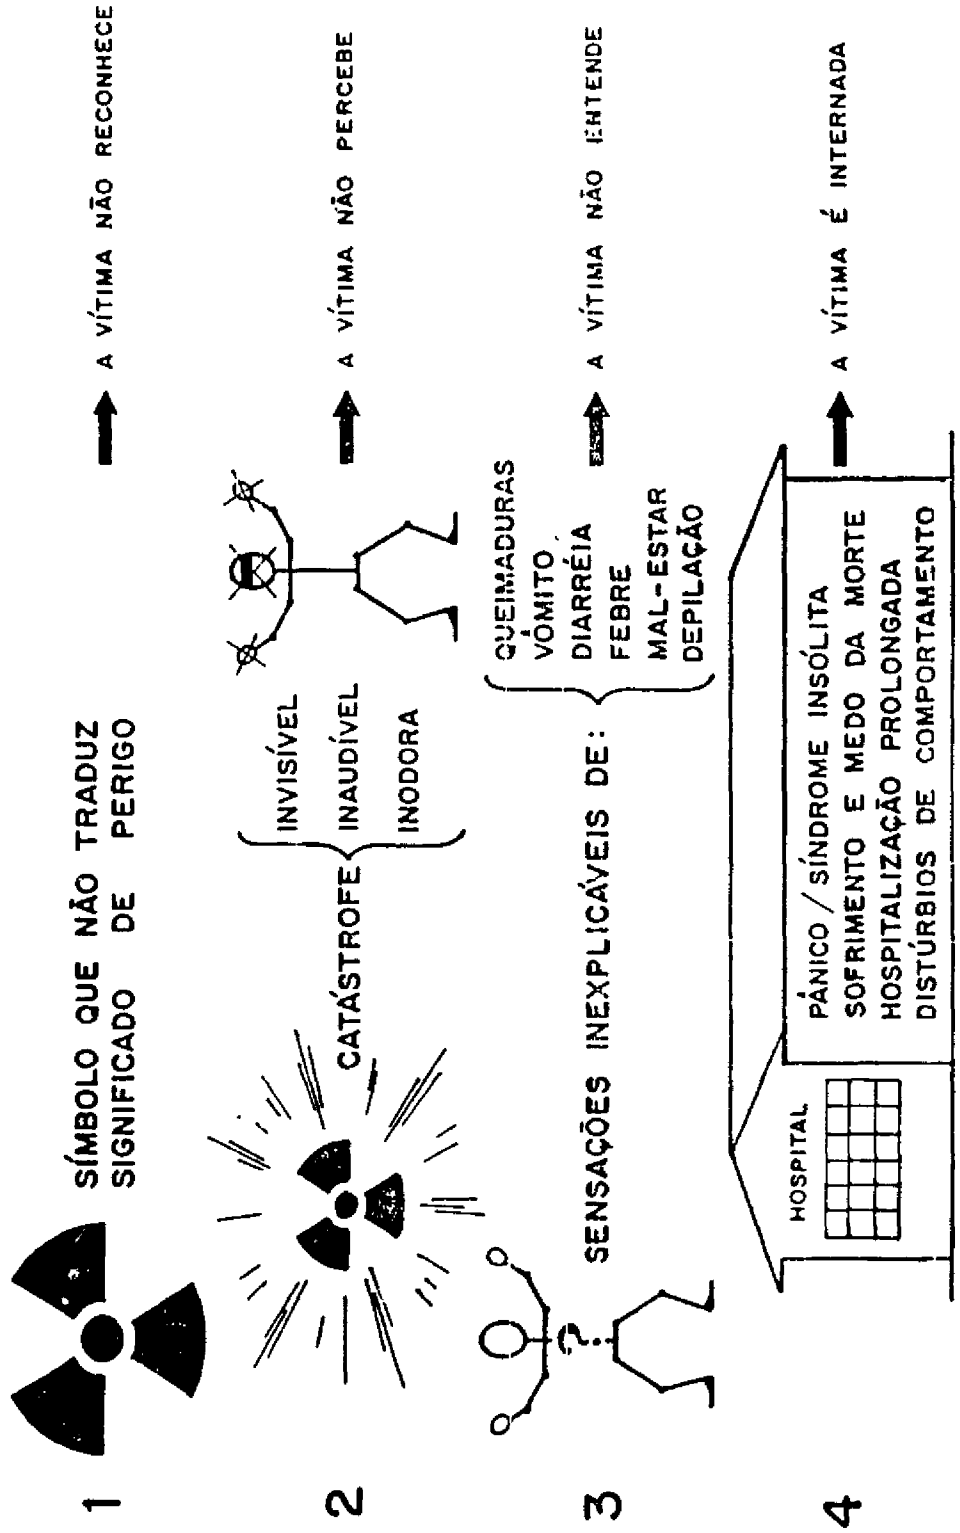 1
SÍMBOLO QUE NÃO TRADUZ
SIGNIFICADO DE PERIGO
A VÍTIMA NÃO RECONHECE
2
CATÁSTROFE
INVISÍVEL
INAUDÍVEL
INODORA
A VÍTIMA NÃO PERCEBE
3
?
SENSAÇÕES INEXPLICÁVEIS DE:
QUEIMADURAS
VÔMITO
DIARRÉIA
FEBRE
MAL-ESTAR
DEPILAÇÃO
A VÍTIMA NÃO ENTENDE
4
HOSPITAL
PÂNICO / SÍNDROME INSÓLITA
SOFRIMENTO E MEDO DA MORTE
HOSPITALIZAÇÃO PROLONGADA
DISTÚRBIOS DE COMPORTAMENTO
A VÍTIMA É INTERNADA